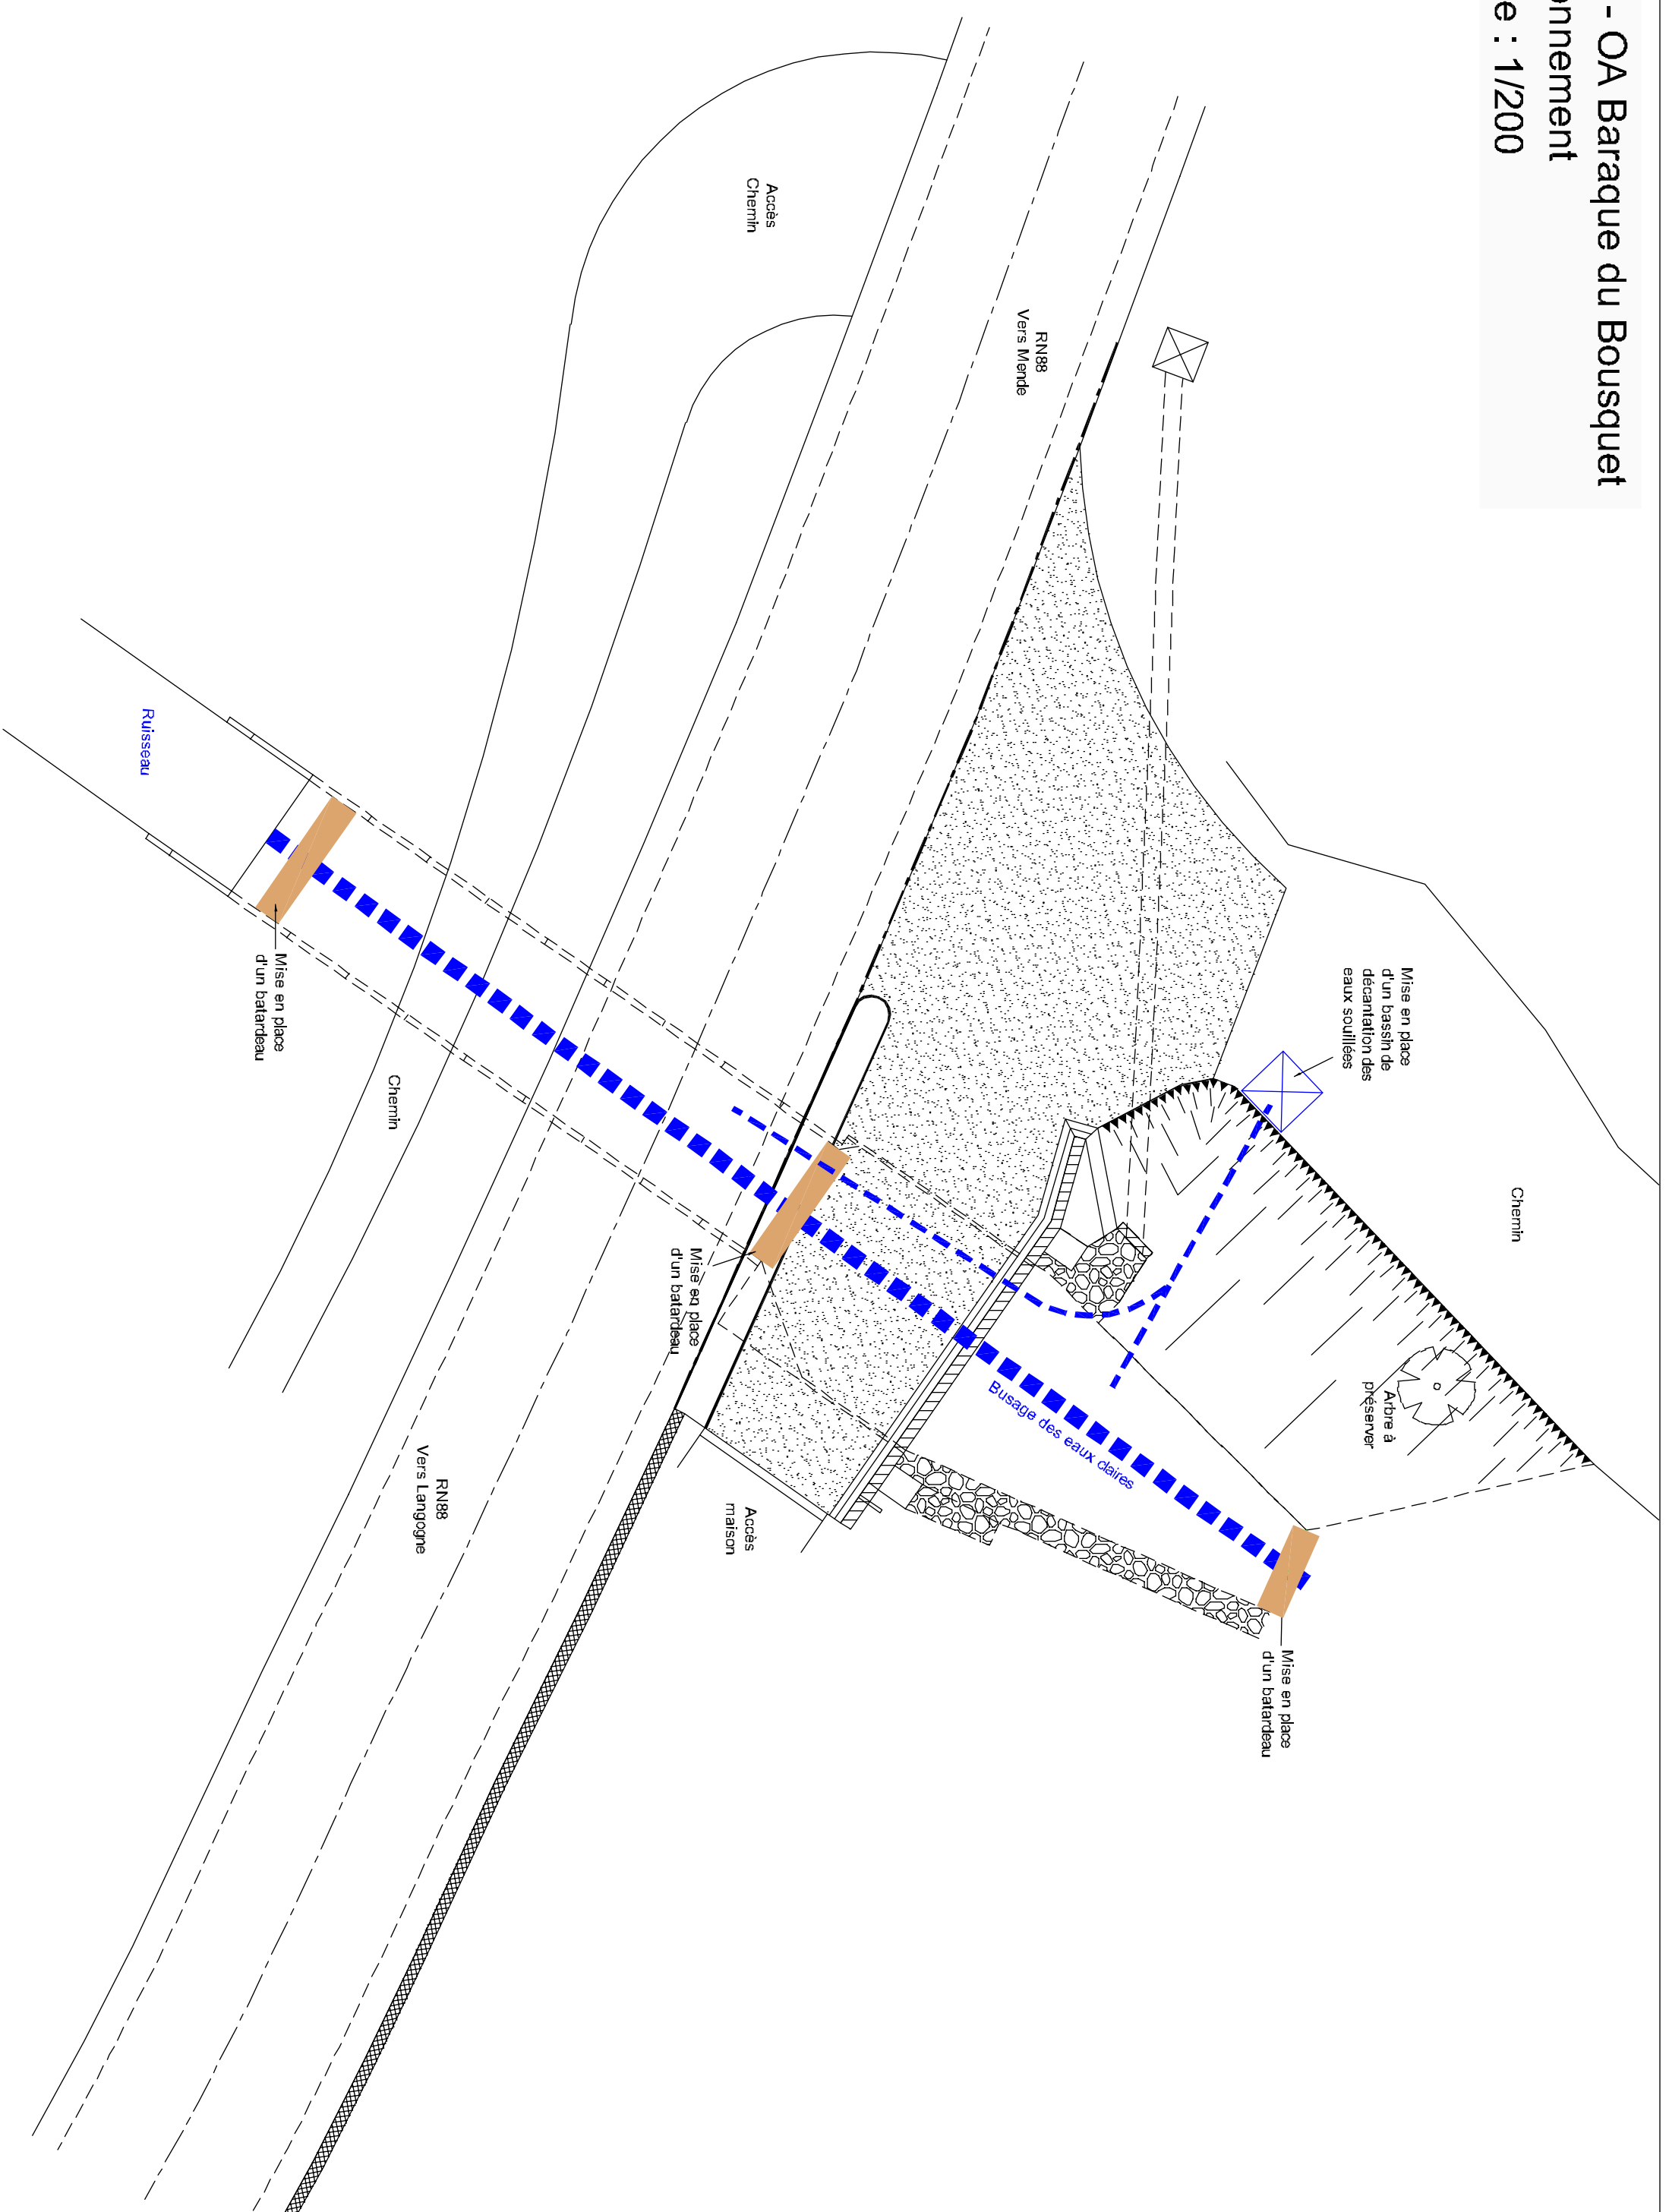 - OA Baraque du Bousquet
onnement
e : 1/200
Accès
Chemin
RN88
Vers Mende
Mise en place
d'un bassin de
décantation des
eaux souillées
Chemin
Arbre à
préserver
Ruisseau
Mise en place
d'un batardeau
Chemin
Mise en place
d'un batardeau
Busage des eaux claires
RN88
Vers Langogne
Accès
maison
Mise en place
d'un batardeau